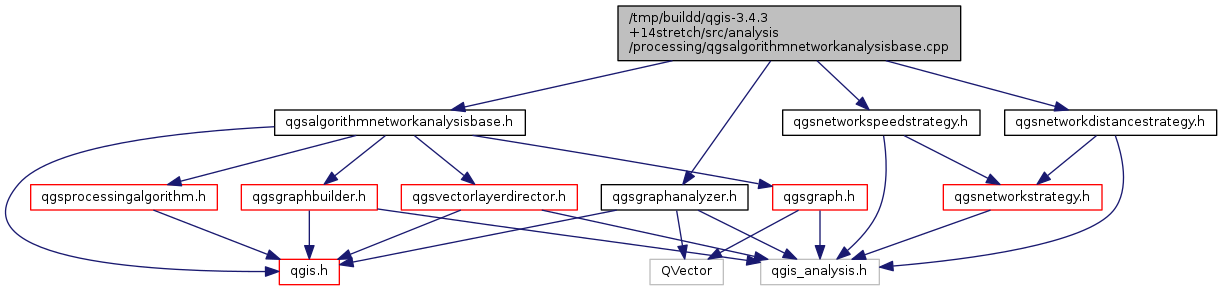 /tmp/buildd/qgis-3.4.3
+14stretch/src/analysis
/processing/qgsalgorithmnetworkanalysisbase.cpp
qgsalgorithmnetworkanalysisbase.h
qgsnetworkspeedstrategy.h
qgsnetworkdistancestrategy.h
qgsprocessingalgorithm.h
qgsgraphbuilder.h
qgsvectorlayerdirector.h
qgsgraphanalyzer.h
qgsgraph.h
qgsnetworkstrategy.h
qgis.h
QVector
qgis_analysis.h